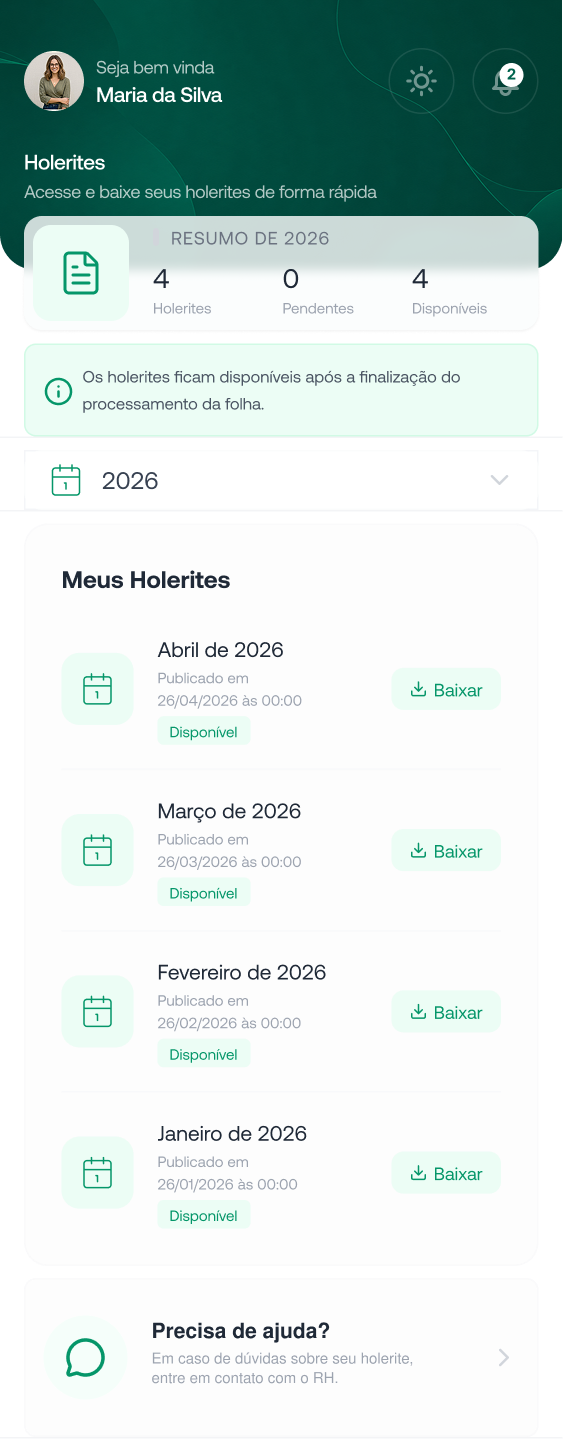 Seja bem vinda
Maria da Silva
2
Holerites
Acesse e baixe seus holerites de forma rápida
RESUMO DE 2026
4
0
4
Holerites
Pendentes
Disponíveis
Os holerites ficam disponíveis após a finalização do
processamento da folha.
1
2026
Meus Holerites
Abril de 2026
Publicado em
26/04/2026 às 00:00
Disponível
1
Baixar
Março de 2026
Publicado em
26/03/2026 às 00:00
Disponível
1
Baixar
Fevereiro de 2026
Publicado em
26/02/2026 às 00:00
Disponível
1
Baixar
Janeiro de 2026
Publicado em
26/01/2026 às 00:00
Disponível
1
Baixar
Precisa de ajuda?
Em caso de dúvidas sobre seu holerite,
entre em contato com o RH.